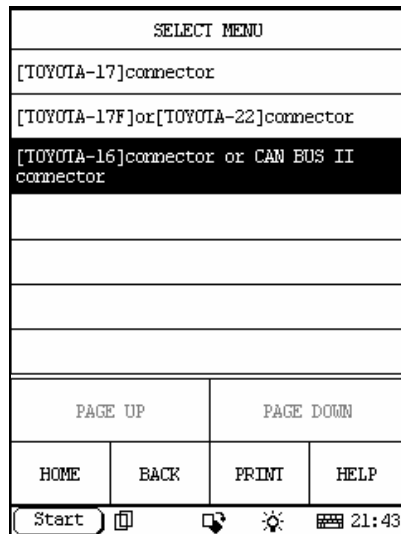 SELECT MENU
[TOYOTA-17]connector
[TOYOTA-17F]or[TOYOTA-22]connector
[TOYOTA-16]connector or CAN BUS II
connector
PAGE UP PAGE DOWN
HOME BACK PRINT HELP
Start 21:43